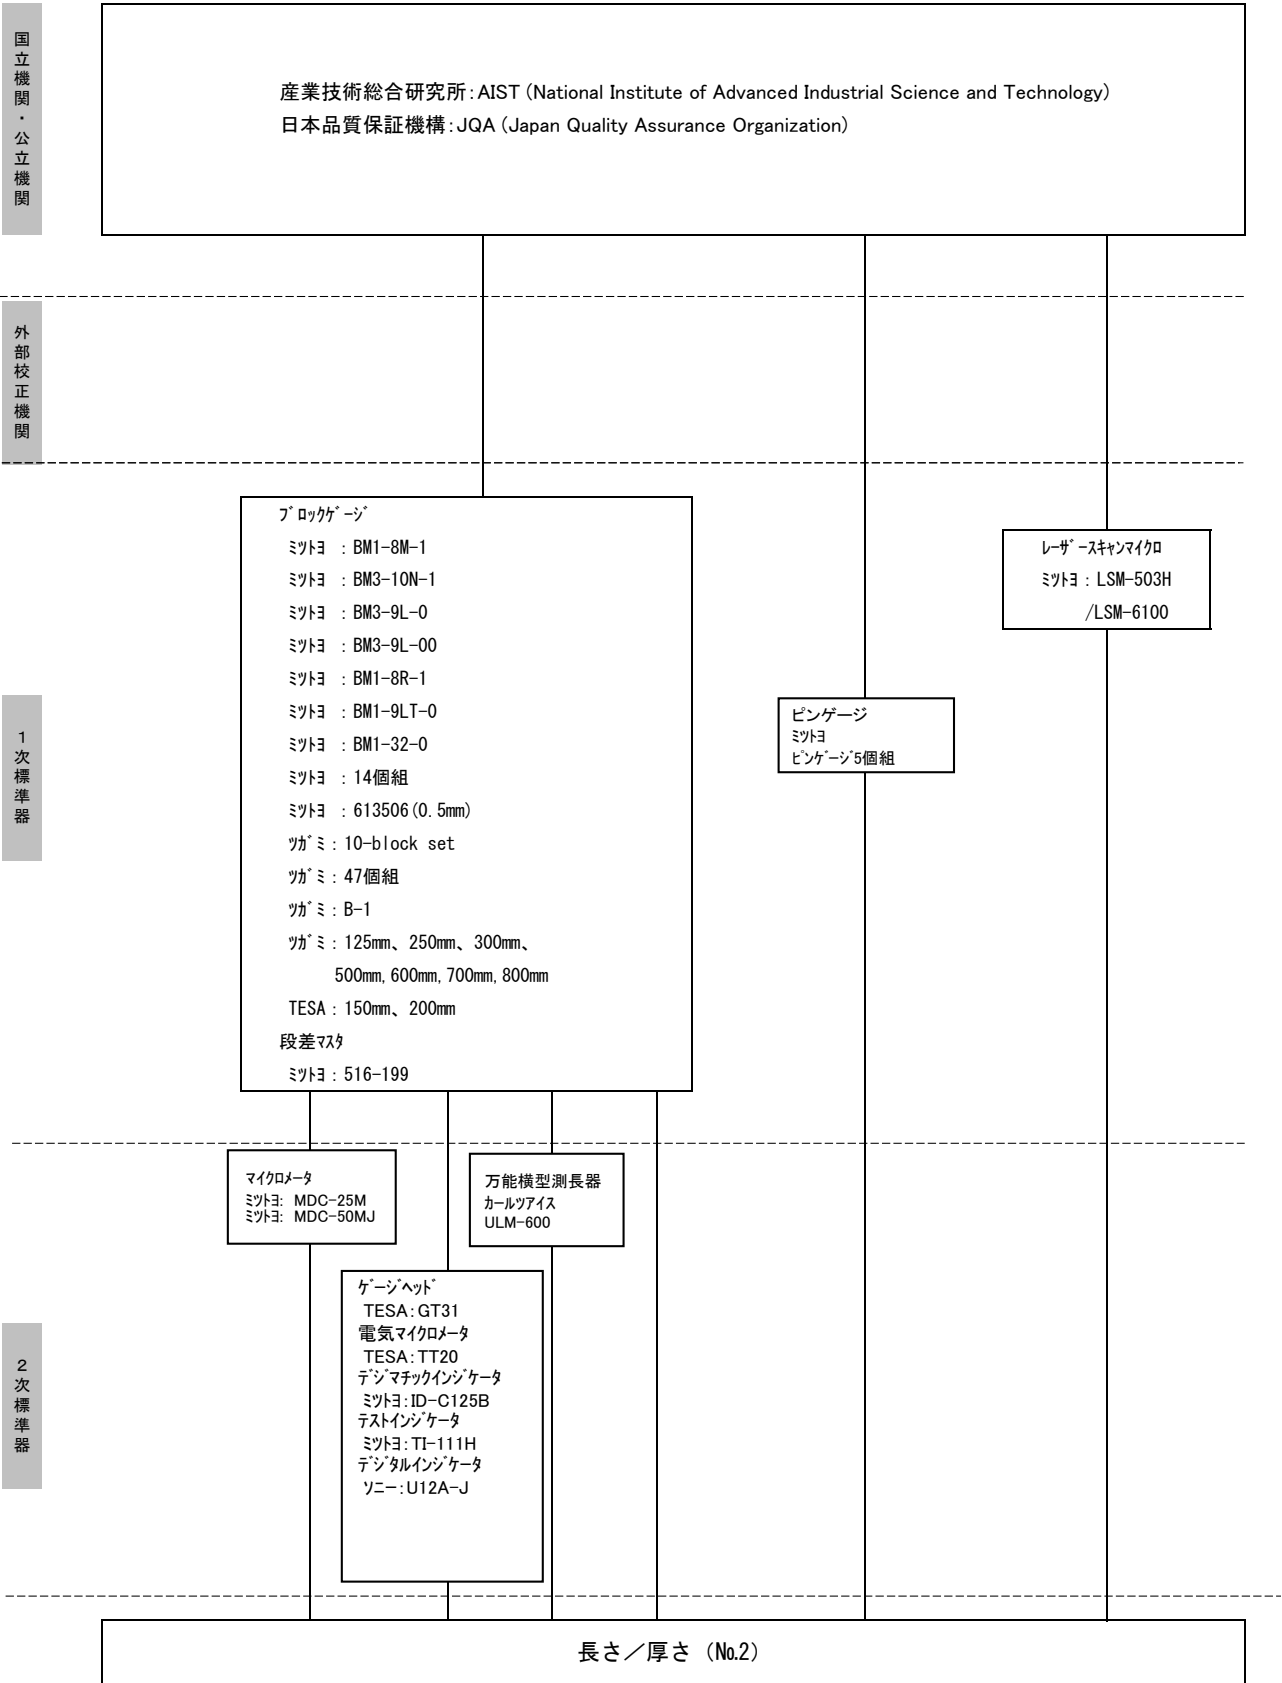 国立機関・公立機関
産業技術総合研究所:AIST (National Institute of Advanced Industrial Science and Technology)
日本品質保証機構:JQA (Japan Quality Assurance Organization)
外部校正機関
1次標準器
ﾌﾞﾛｯｸｹﾞｰｼﾞ
ﾐﾂﾄﾖ : BM1-8M-1
ﾐﾂﾄﾖ : BM3-10N-1
ﾐﾂﾄﾖ : BM3-9L-0
ﾐﾂﾄﾖ : BM3-9L-00
ﾐﾂﾄﾖ : BM1-8R-1
ﾐﾂﾄﾖ : BM1-9LT-0
ﾐﾂﾄﾖ : BM1-32-0
ﾐﾂﾄﾖ : 14個組
ﾐﾂﾄﾖ : 613506(0.5mm)
ﾂｶﾞﾐ : 10-block set
ﾂｶﾞﾐ : 47個組
ﾂｶﾞﾐ : B-1
ﾂｶﾞﾐ : 125mm、250mm、300mm、
500mm,600mm,700mm,800mm
TESA : 150mm、200mm
段差ﾏｽﾀ
ﾐﾂﾄﾖ : 516-199
ﾚｰｻﾞｰｽｷｬﾝﾏｲｸﾛ
ﾐﾂﾄﾖ : LSM-503H
/LSM-6100
ピンゲージ
ﾐﾂﾄﾖ
ﾋﾟﾝｹﾞｰｼﾞ5個組
2次標準器
ﾏｲｸﾛﾒｰﾀ
ﾐﾂﾄﾖ: MDC-25M
ﾐﾂﾄﾖ: MDC-50MJ
万能横型測長器
ｶｰﾙﾂｱｲｽ
ULM-600
ｹﾞｰｼﾞﾍｯﾄﾞ
TESA:GT31
電気ﾏｲｸﾛﾒｰﾀ
TESA:TT20
ﾃﾞｼﾞﾏﾁｯｸｲﾝｼﾞｹｰﾀ
ﾐﾂﾄﾖ:ID-C125B
ﾃｽﾄｲﾝｼﾞｹｰﾀ
ﾐﾂﾄﾖ:TI-111H
ﾃﾞｼﾞﾀﾙｲﾝｼﾞｹｰﾀ
ｿﾆｰ:U12A-J
長さ／厚さ（№2）